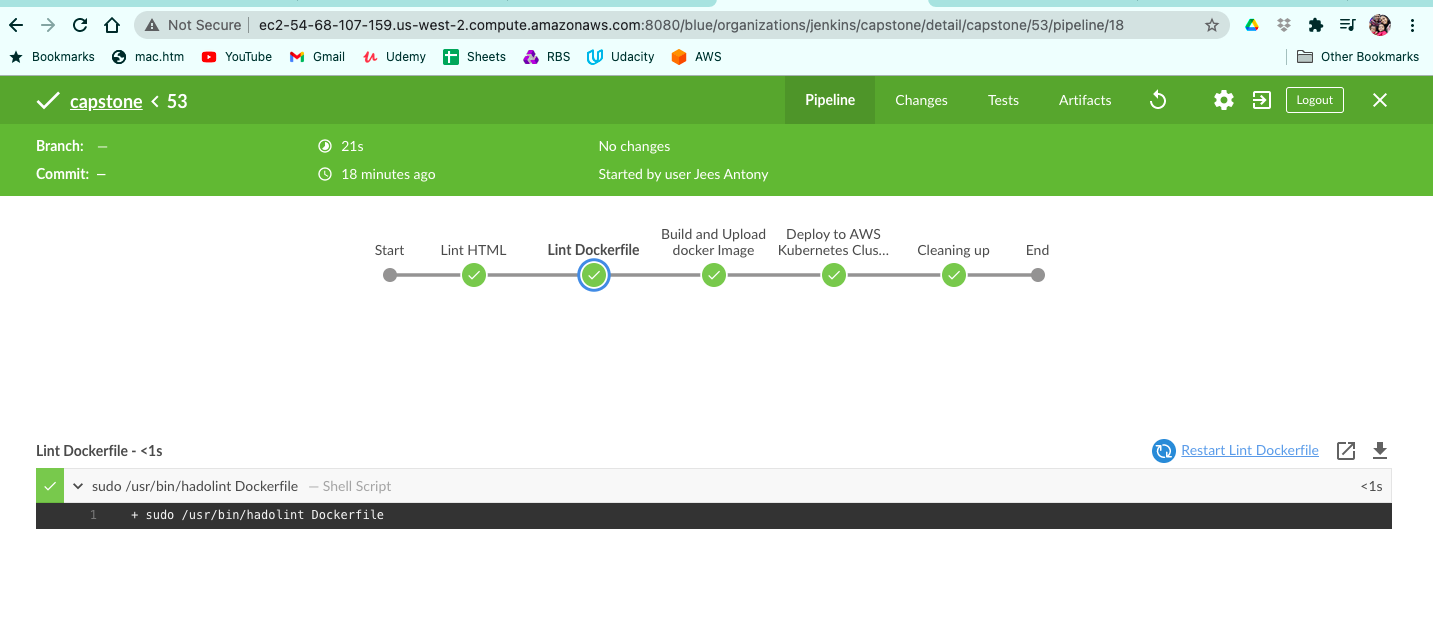 Not Secure ec2-54-68-107-159.us-west-2.compute.amazonaws.com:8080/blue/organizations/jenkins/capstone/detail/capstone/53/pipeline/18
Bookmarks mac.htm YouTube Gmail Udemy Sheets RBS Udacity AWS Other Bookmarks
capstone < 53 Pipeline Changes Tests Artifacts Logout
Branch: — 21s No changes
Commit: — 18 minutes ago Started by user Jees Antony
Build and Upload Deploy to AWS
Start Lint HTML Lint Dockerfile docker Image Kubernetes Clus... Cleaning up End
Lint Dockerfile - <1s Restart Lint Dockerfile
sudo /usr/bin/hadolint Dockerfile — Shell Script <1s
1 + sudo /usr/bin/hadolint Dockerfile